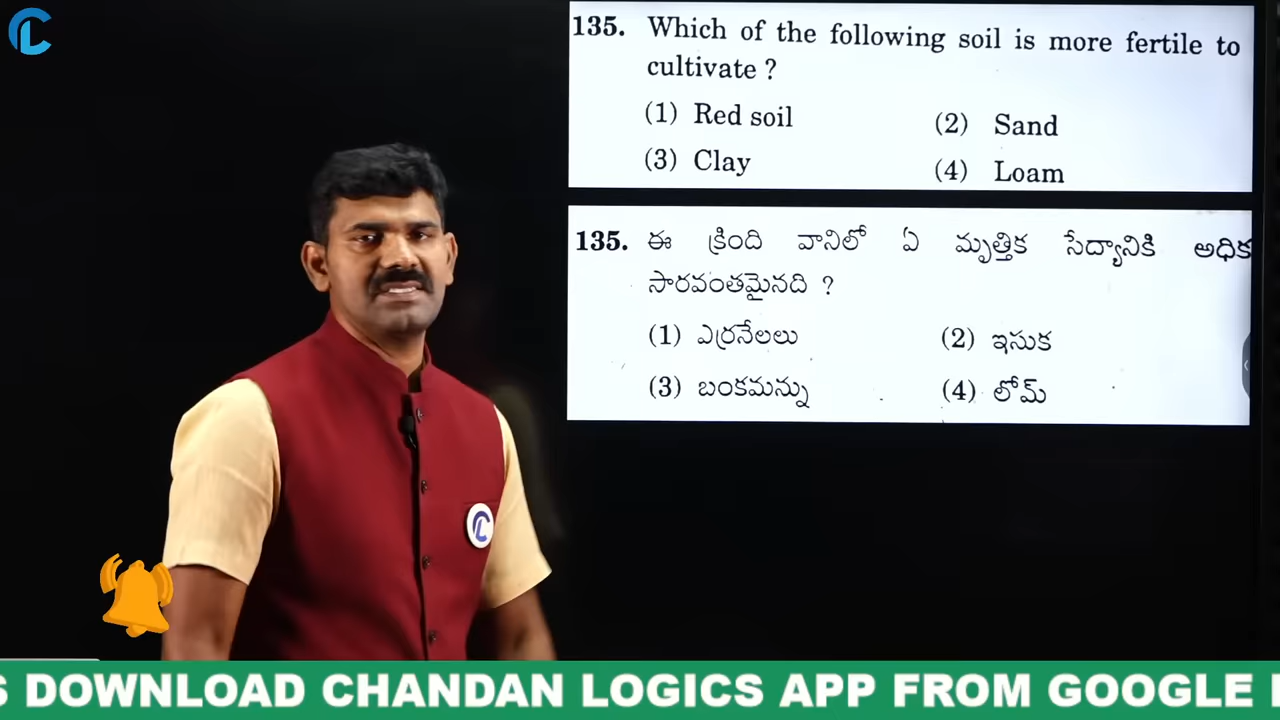 135. Which of the following soil is more fertile to
cultivate ?
(1) Red soil (2) Sand
(3) Clay (4) Loam
135. ఈ క్రింది వానిలో ఏ మృత్తిక సేద్యానికి అధిక
సారవంతమైనది ?
(1) ఎర్రనేలలు (2) ఇసుక
(3) బంకమన్ను (4) లోమ్
S DOWNLOAD CHANDAN LOGICS APP FROM GOOGLE